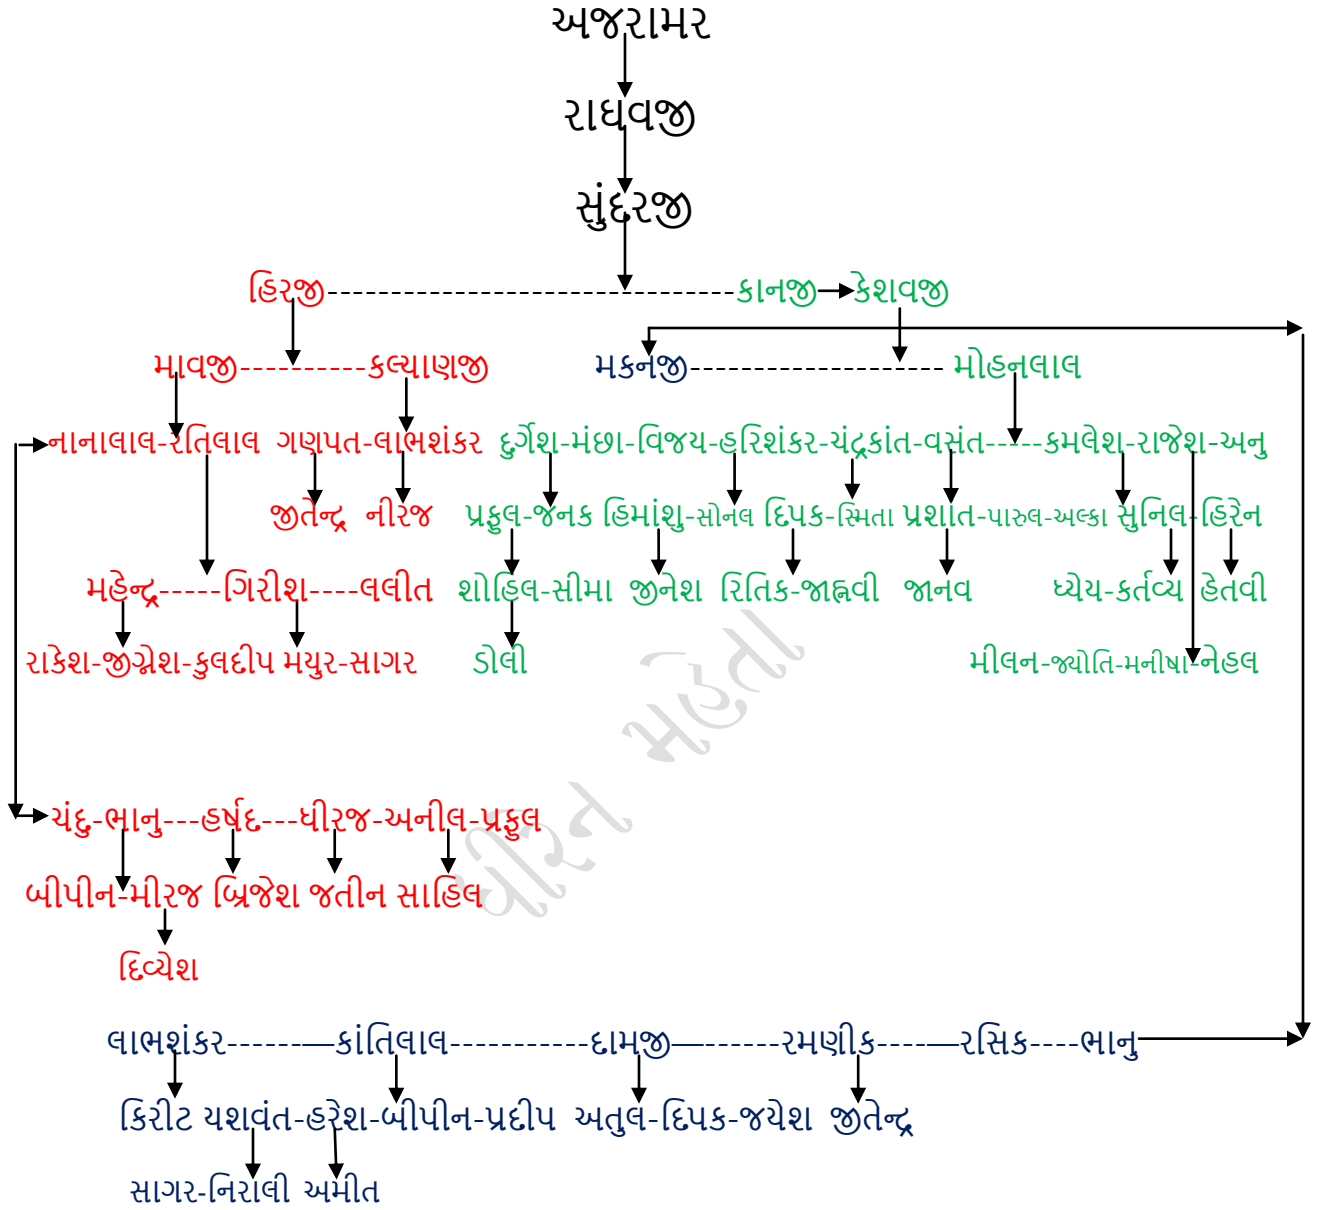 અજરામર
રાઘવજી
સુંદરજી
હિરજી------------------------------કાનજી કેશવજી
માવજી----------કલ્યાણજી મકનજી-------------------- મોહનલાલ
નાનાલાલ-રતિલાલ ગણપત-લાભશંકર દુર્ગેશ-મંછા-વિજય-હરિશંકર-ચંદ્રકાંત-વસંત-----કમલેશ-રાજેશ-અનુ
જીતેન્દ્ર નીરજ પ્રફુલ-જનક હિમાંશુ-સોનલ દિપક-સ્મિતા પ્રશાંત-પારુલ-અલ્કા સુનિલ-હિરેન
મહેન્દ્ર-----ગિરીશ----લલીત શોહિલ-સીમા જીનેશ રિતિક-જાહ્નવી જાનવ ધ્યેય-કર્તવ્ય હેતવી
રાકેશ-જીગ્નેશ-કુલદીપ મયુર-સાગર ડોલી મીલન-જ્યોતિ-મનીષા-નેહલ
ધીરેન મહેતા
ચંદુ-ભાનુ---હર્ષદ---ધીરજ-અનીલ-પ્રફુલ
બીપીન-મીરજ બ્રિજેશ જતીન સાહિલ
દિવ્યેશ
લાભશંકર------—કાંતિલાલ-----------દામજી—------રમણીક----—રસિક----ભાનુ
કિરીટ યશવંત-હરેશ-બીપીન-પ્રદીપ અતુલ-દિપક-જયેશ જીતેન્દ્ર
સાગર-નિરાલી અમીત